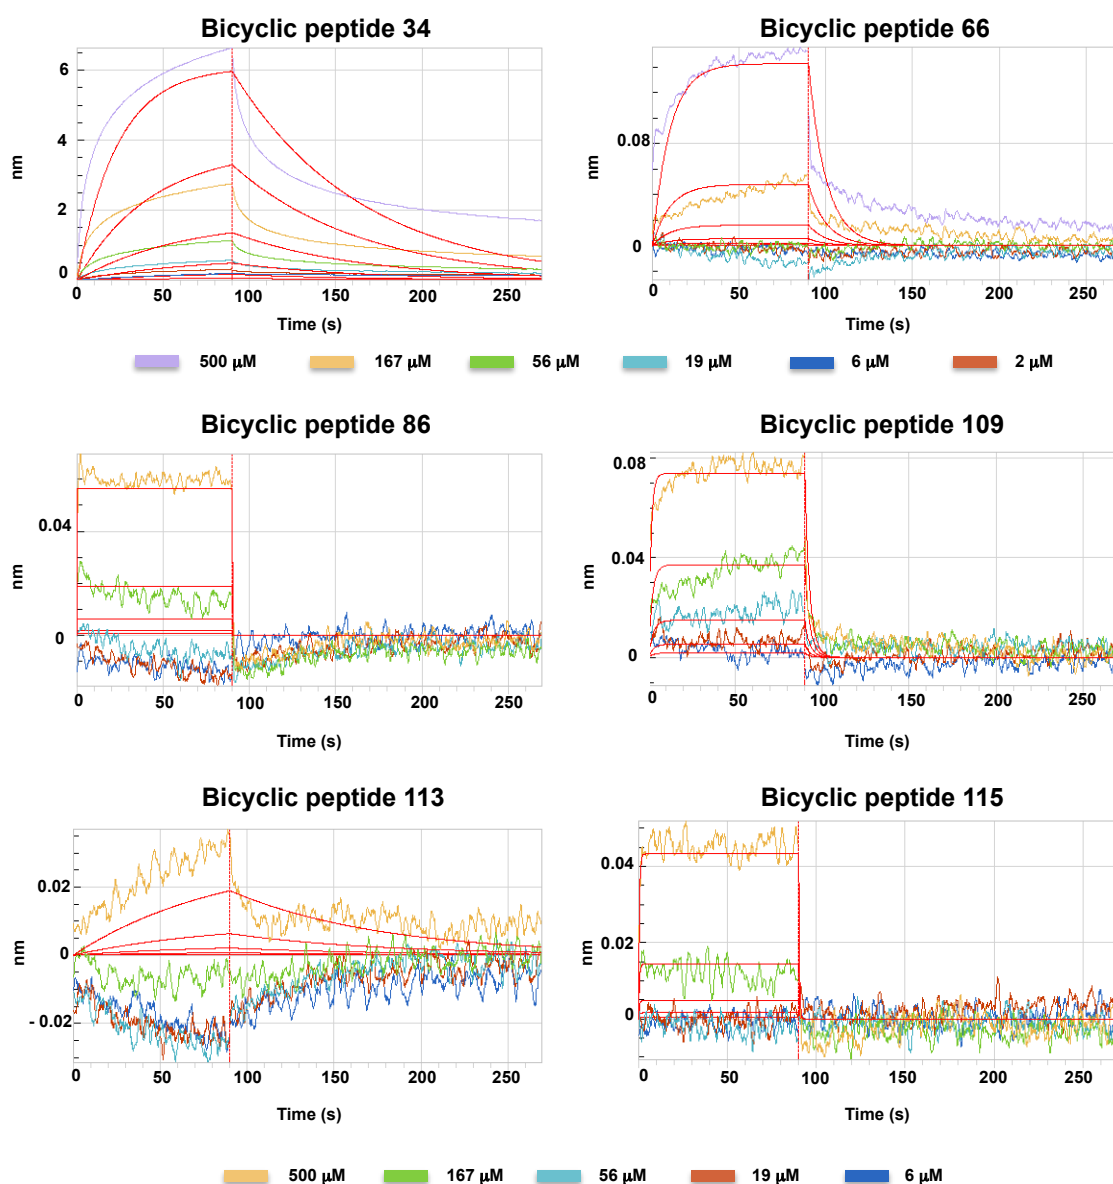 Bicyclic peptide 34
Bicyclic peptide 66
nm
6
4
2
0
0
50
100
150
200
250
Time (s)
nm
0.08
0
0
50
100
150
200
250
Time (s)
500 μM
167 μM
56 μM
19 μM
6 μM
2 μM
Bicyclic peptide 86
Bicyclic peptide 109
0.04
0
0
50
100
150
200
250
Time (s)
nm
0.08
0.04
0
0
50
100
150
200
250
Time (s)
Bicyclic peptide 113
Bicyclic peptide 115
nm
0.02
0
- 0.02
0
50
100
150
200
250
Time (s)
nm
0.04
0.02
0
0
50
100
150
200
250
Time (s)
500 μM
167 μM
56 μM
19 μM
6 μM